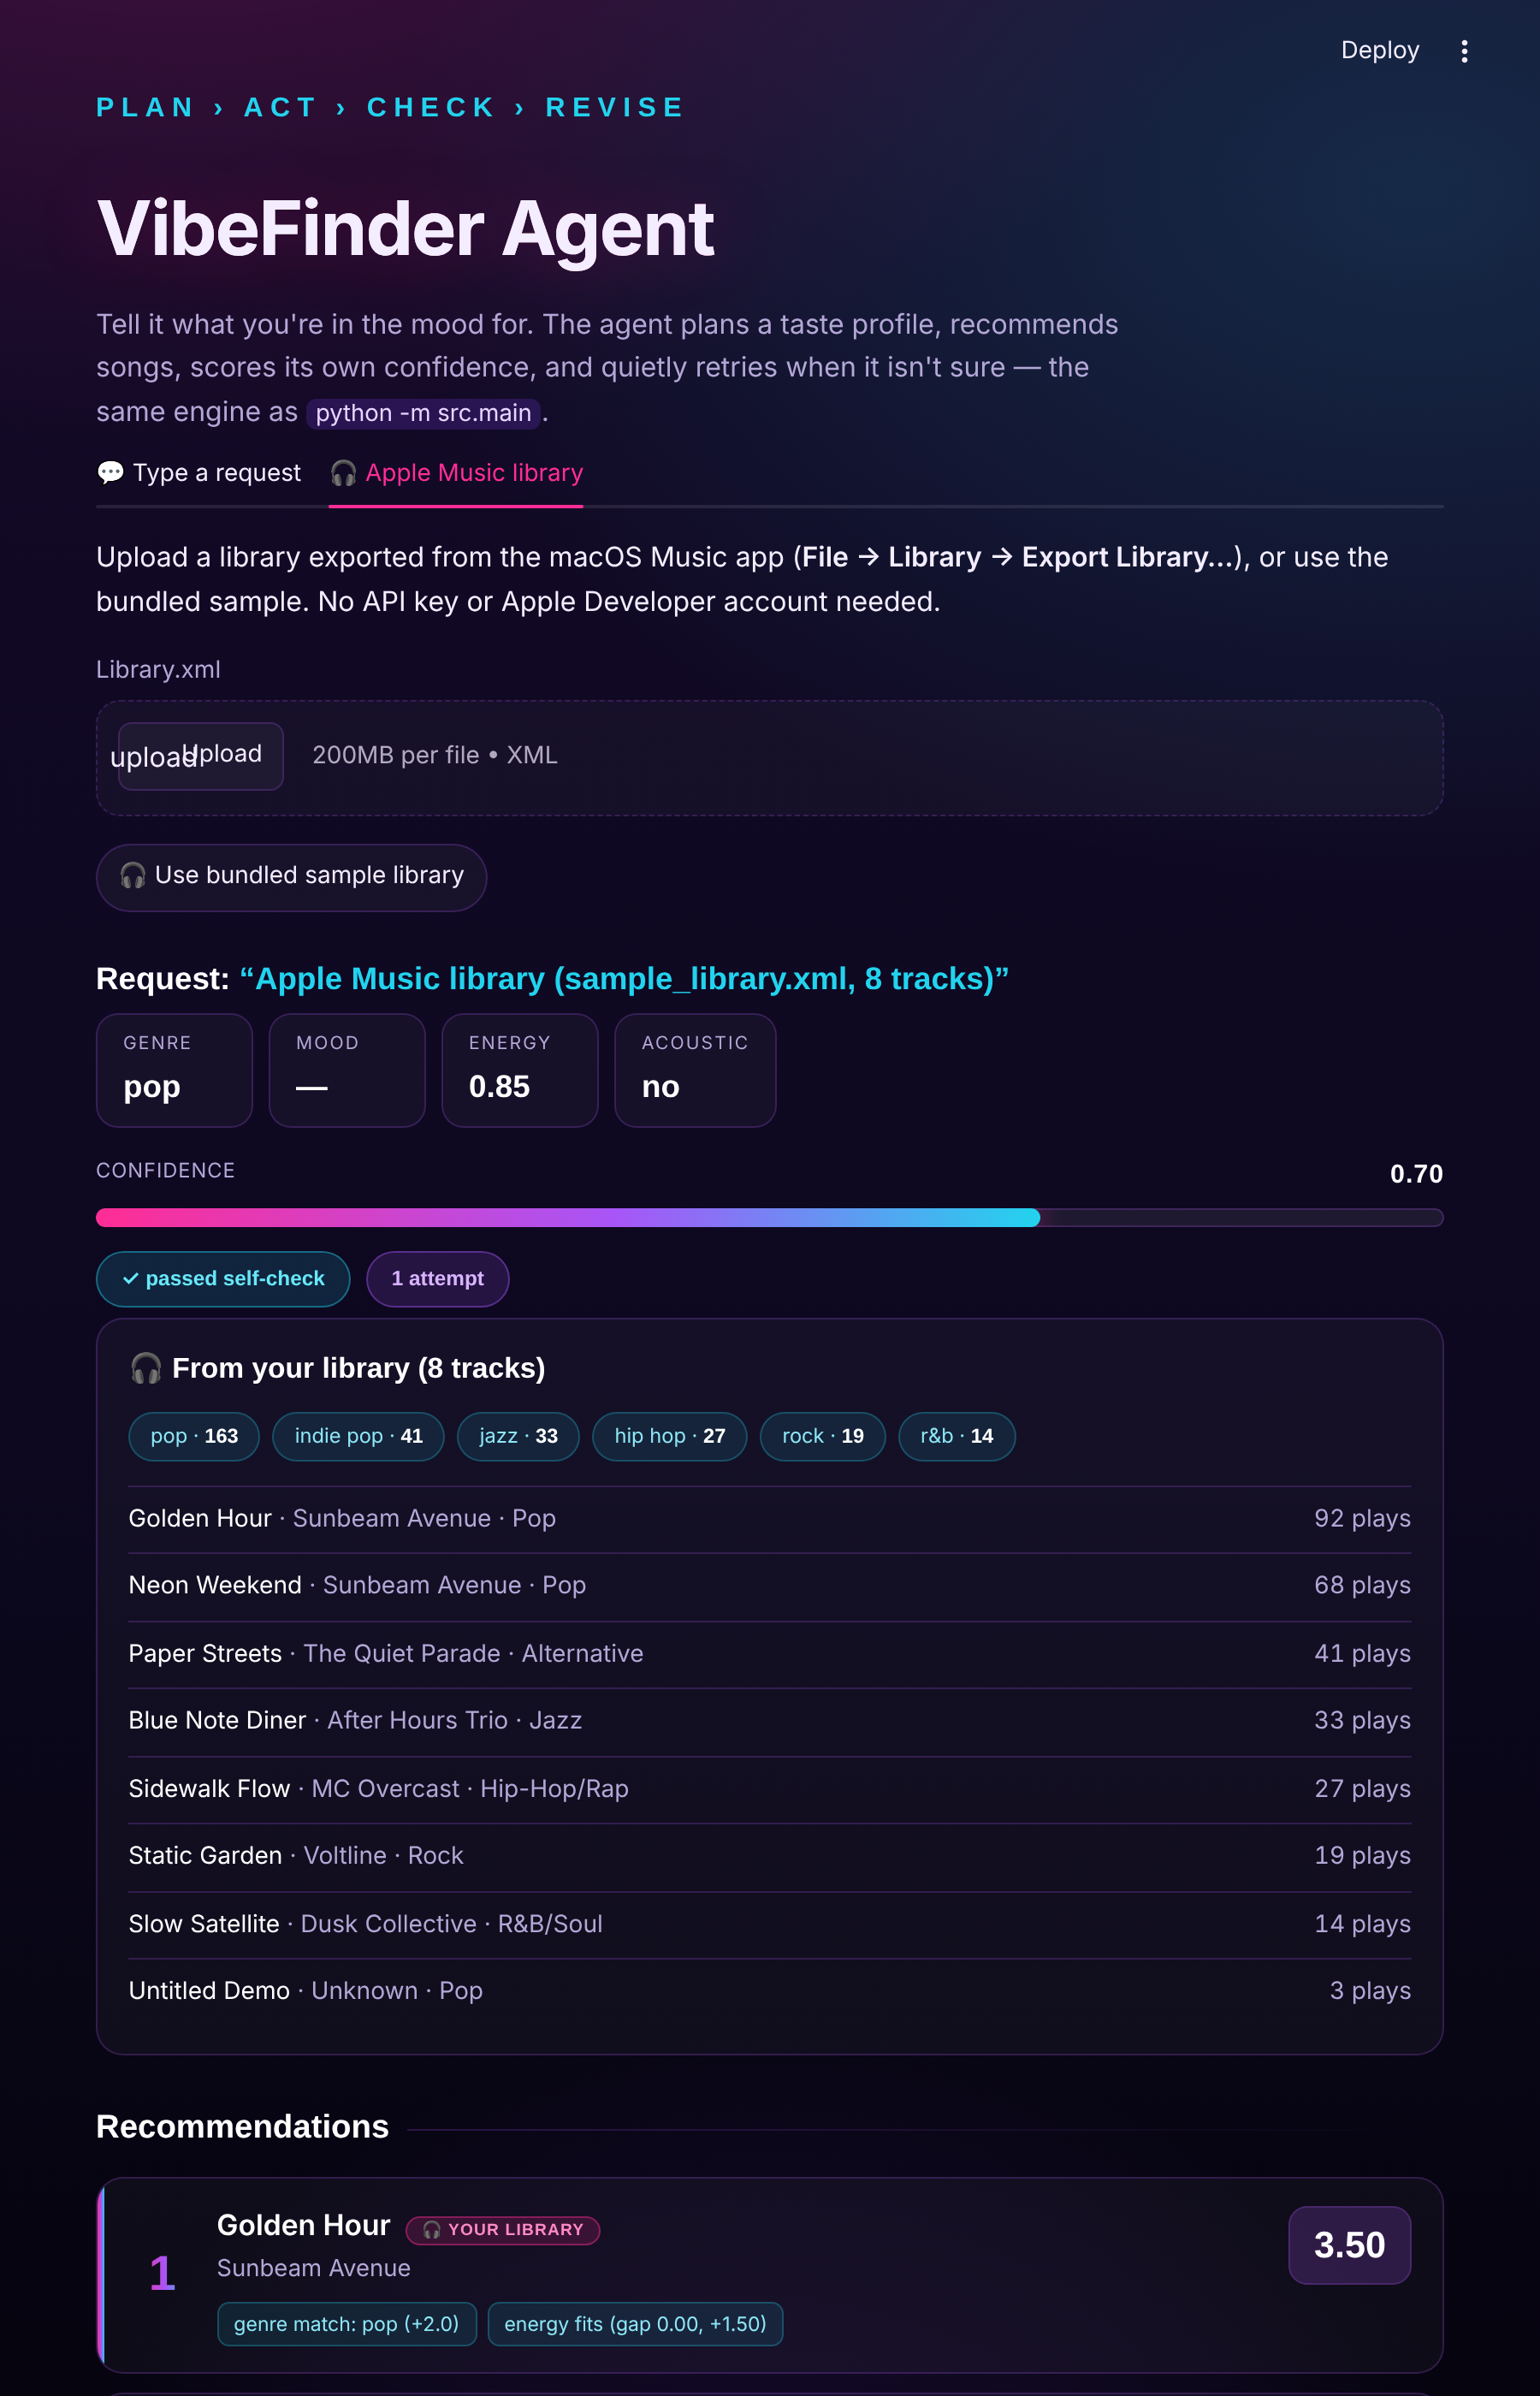 Deploy
PLAN › ACT › CHECK › REVISE
VibeFinder Agent
Tell it what you're in the mood for. The agent plans a taste profile, recommends
songs, scores its own confidence, and quietly retries when it isn't sure — the
same engine as python -m src.main.
💬 Type a request 🎧 Apple Music library
Upload a library exported from the macOS Music app (File → Library → Export Library...), or use the
bundled sample. No API key or Apple Developer account needed.
Library.xml
upload Upload 200MB per file • XML
🎧 Use bundled sample library
Request: “Apple Music library (sample_library.xml, 8 tracks)”
GENRE MOOD ENERGY ACOUSTIC
pop — 0.85 no
CONFIDENCE 0.70
✓ passed self-check 1 attempt
🎧 From your library (8 tracks)
pop · 163 indie pop · 41 jazz · 33 hip hop · 27 rock · 19 r&b · 14
Golden Hour · Sunbeam Avenue · Pop 92 plays
Neon Weekend · Sunbeam Avenue · Pop 68 plays
Paper Streets · The Quiet Parade · Alternative 41 plays
Blue Note Diner · After Hours Trio · Jazz 33 plays
Sidewalk Flow · MC Overcast · Hip-Hop/Rap 27 plays
Static Garden · Voltline · Rock 19 plays
Slow Satellite · Dusk Collective · R&B/Soul 14 plays
Untitled Demo · Unknown · Pop 3 plays
Recommendations
1 Golden Hour 🎧 YOUR LIBRARY 3.50
Sunbeam Avenue
genre match: pop (+2.0) energy fits (gap 0.00, +1.50)